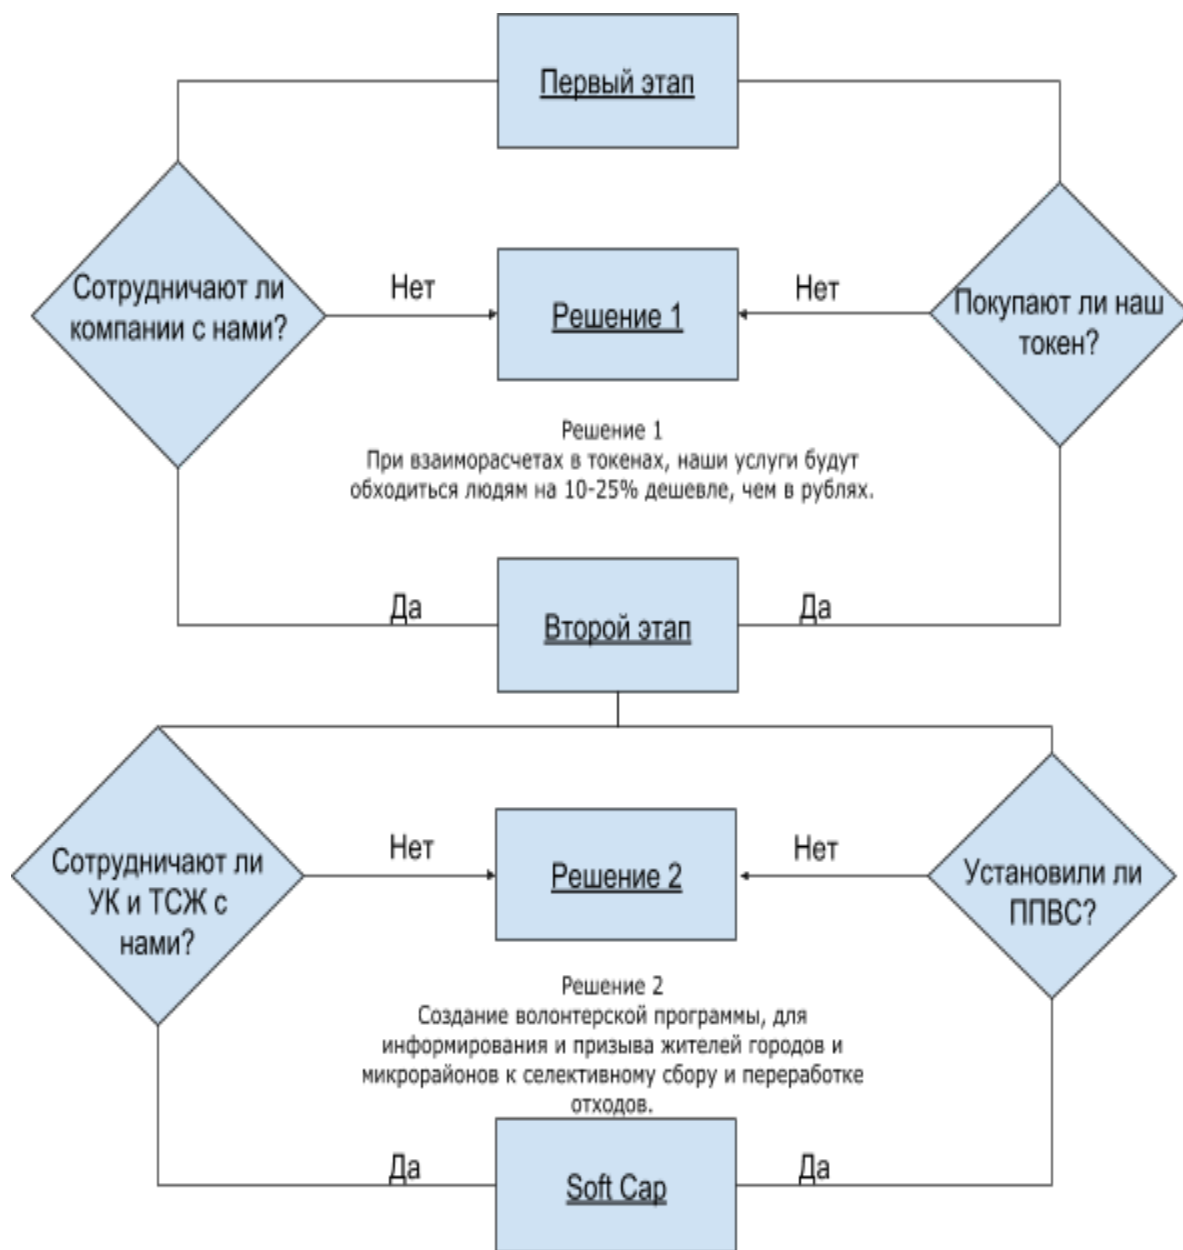 Первый этап
Сотрудничают ли
компании с нами?
Нет
Решение 1
Нет
Покупают ли наш
токен?
Решение 1
При взаиморасчетах в токенах, наши услуги будут
обходиться людям на 10-25% дешевле, чем в рублях.
Да
Второй этап
Да
Сотрудничают ли
УК и ТСЖ с
нами?
Нет
Решение 2
Нет
Установили ли
ППВС?
Решение 2
Создание волонтерской программы, для
информирования и призыва жителей городов и
микрорайонов к селективному сбору и переработке
отходов.
Да
Soft Cap
Да